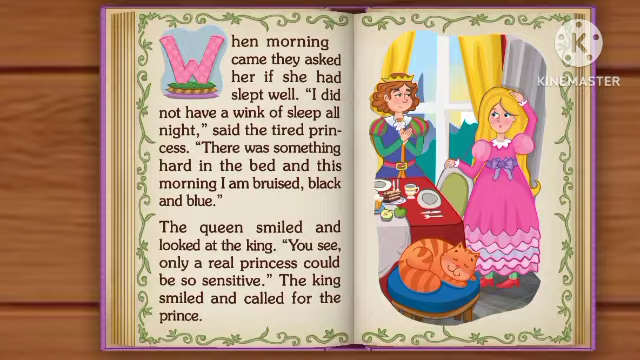 When morning
came they asked
her if she had
slept well. “I did
not have a wink of sleep all
night,” said the tired prin-
cess. “There was something
hard in the bed and this
morning I am bruised, black
and blue.”
The queen smiled and
looked at the king. “You see,
only a real princess could
be so sensitive.” The king
smiled and called for the
prince.
K
KINEMASTER